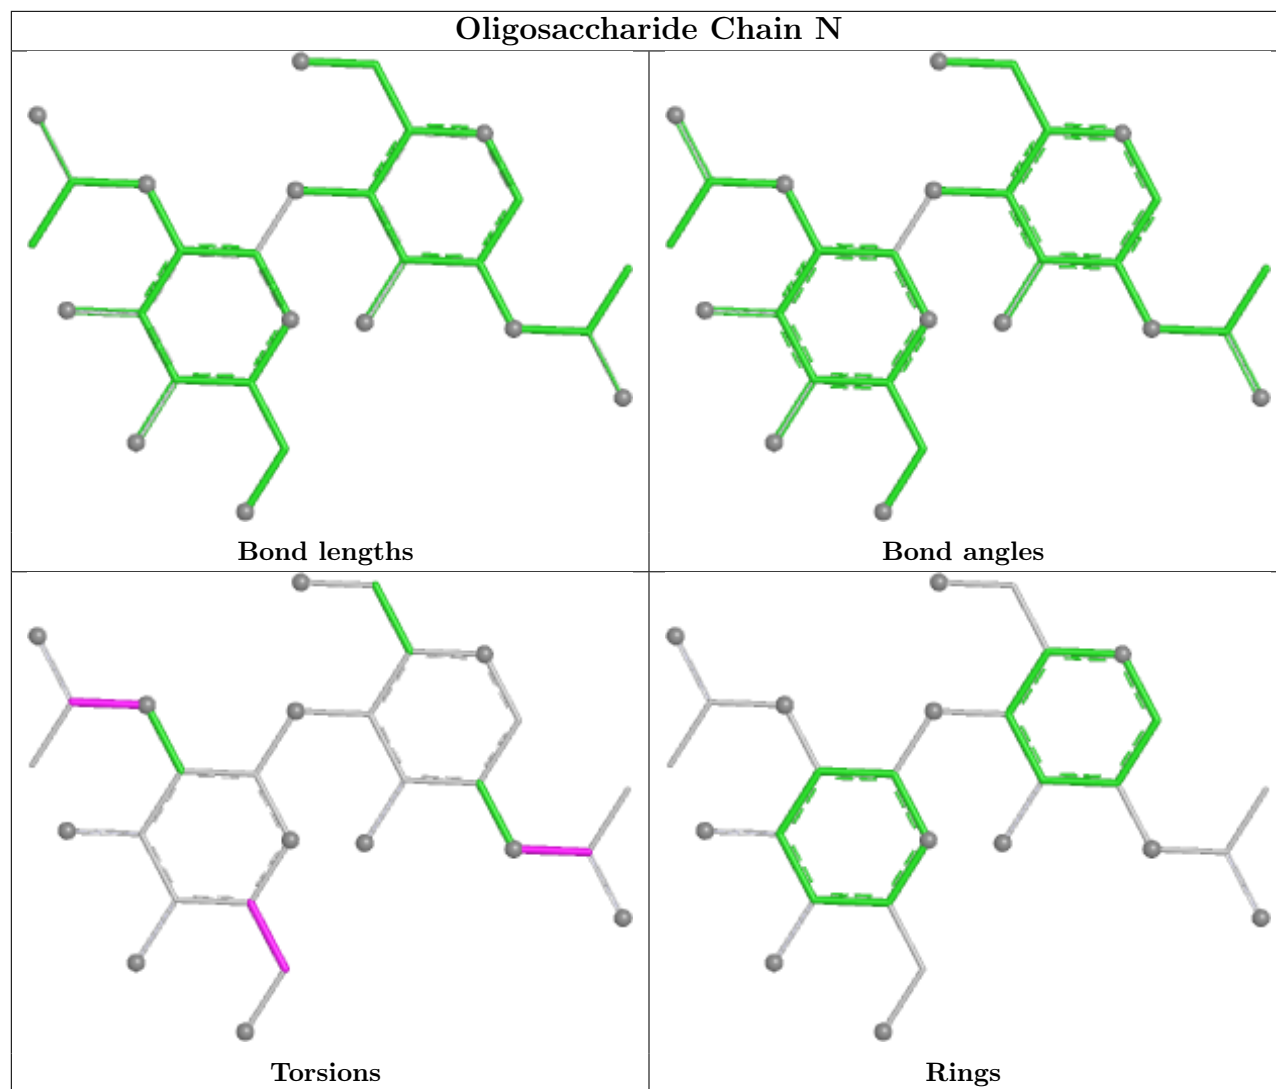 Oligosaccharide Chain N
Bond lengths
Bond angles
Torsions
Rings